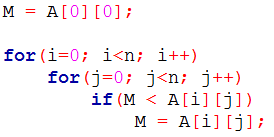 M = A[0][0];
for(i=0; i<n; i++)
for(j=0; j<n; j++)
if(M < A[i][j])
M = A[i][j];